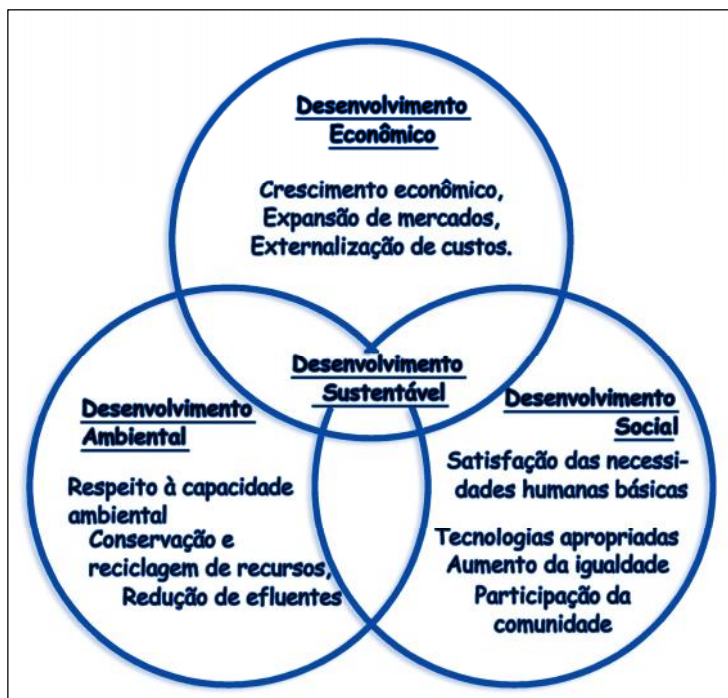 Desenvolvimento
Econômico
Crescimento econômico,
Expansão de mercados,
Externalização de custos.
Desenvolvimento
Sustentável
Desenvolvimento
Ambiental
Respeito à capacidade
ambiental
Conservação e
reciclagem de recursos,
Redução de efluentes
Desenvolvimento
Social
Satisfação das necessi-
dades humanas básicas
Tecnologias apropriadas
Aumento da igualdade
Participação da
comunidade